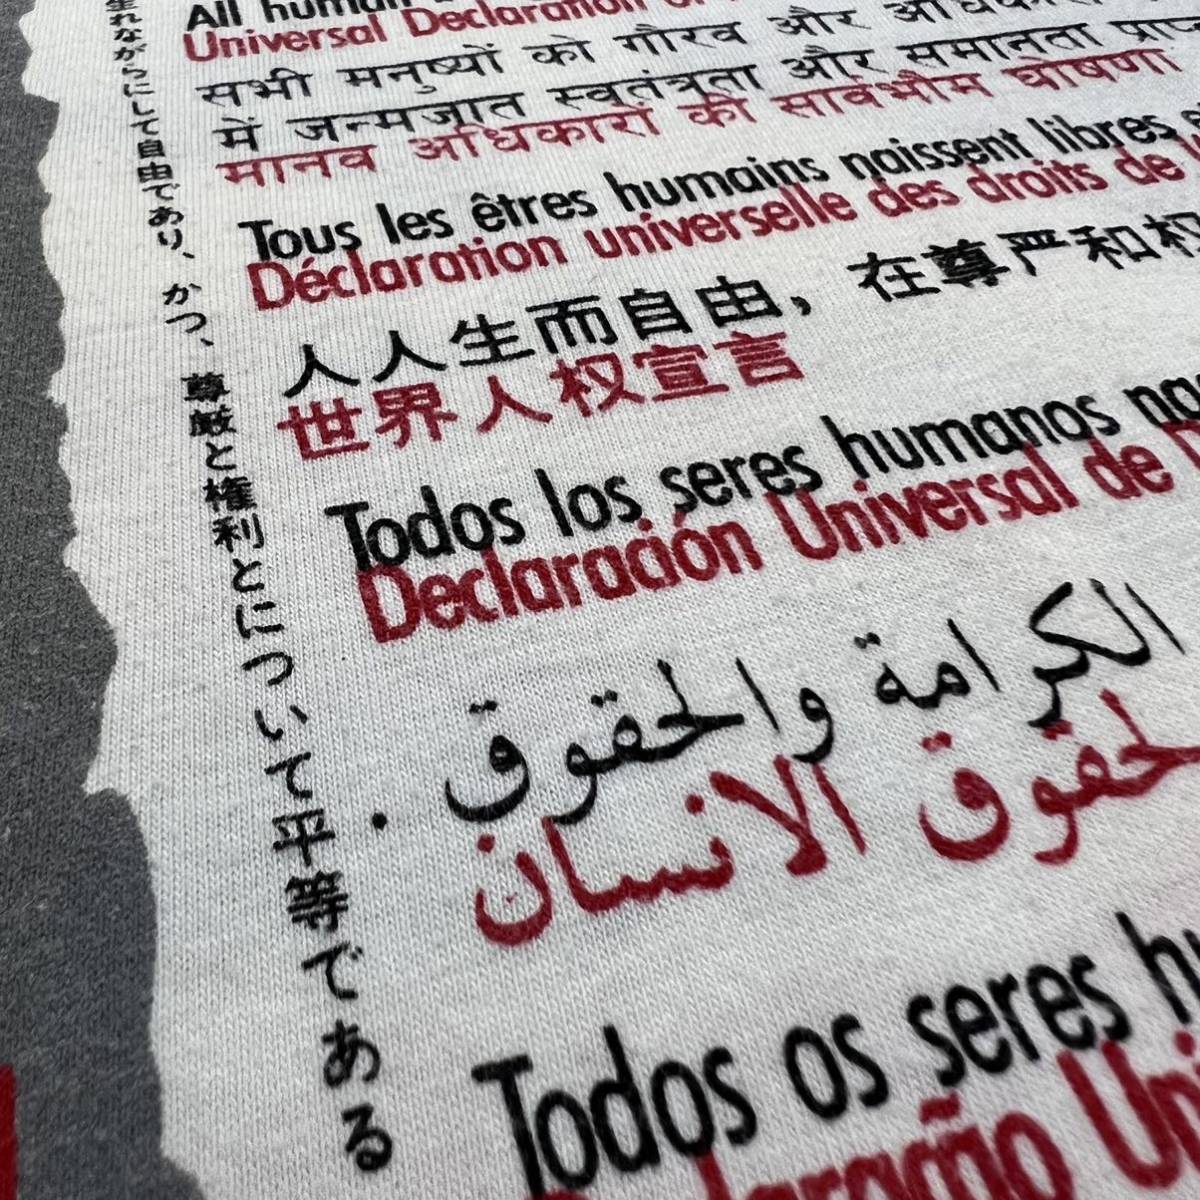 生れながらにして自由であり、かつ、尊厳と権利とについて平等である
All human
Universal Declaration of
सभी मनुष्यों को गौरव और अधिकारों
में जन्मजात स्वतंत्रता और समानता
मानव अधिकारों की सार्वभौम घोषणा
Tous les êtres humains naissent libres
Déclaration universelle des droits de
人人生而自由，在尊严和权
世界人权宣言
Todos los seres humanos
Declaración Universal de
الكرامة والحقوق .
لحقوق الانسان
Todos os seres
Declaração